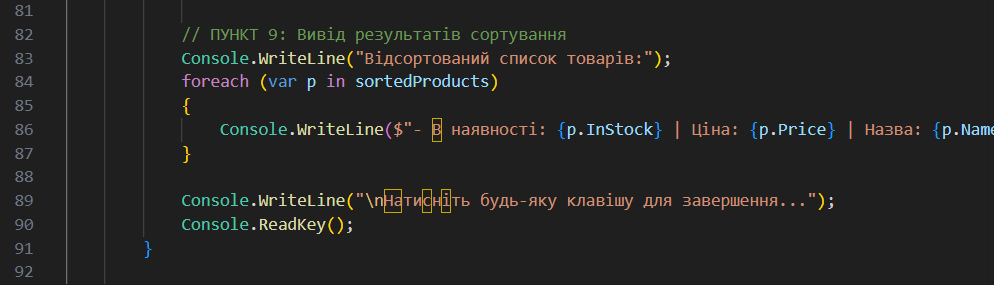 81
82 // ПУНКТ 9: Вивід результатів сортування
83 Console.WriteLine("Відсортований список товарів:");
84 foreach (var p in sortedProducts)
85 {
86 Console.WriteLine($"- В наявності: {p.InStock} | Ціна: {p.Price} | Назва: {p.Name
87 }
88
89 Console.WriteLine("\nНатисніть будь-яку клавішу для завершення...");
90 Console.ReadKey();
91 }
92